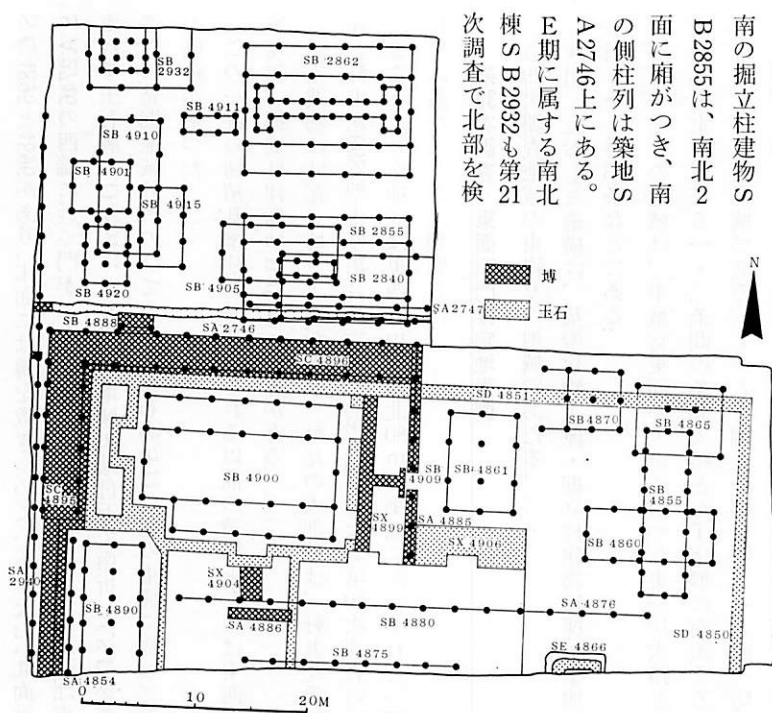 南の掘立柱建物S
B2855は、南北2
面に廂がつき、南
の側柱列は築地S
A2746上にある。
E期に属する南北
棟SB2932も第21
次調査で北部を検
SB 2932
SB 2862
SB 4911
SB 4910
SB 4901
SB 4915
SB 2855
SB 2840
SB 4920
SB 4905
SA 2747
塼
玉石
N
SB 4888
SA 2746
SC 4896
SD 4851
SB 4870
SB 4865
SB 4900
SB 4909
SB 4861
SB 4855
SC 4895
SX 4899
SA 4885
SX 4906
SB 4860
SA 2940
SX 4904
SB 4890
SA 4886
SB 4880
SA 4876
SD 4850
SB 4875
SE 4866
SA 4854
0 10 20M